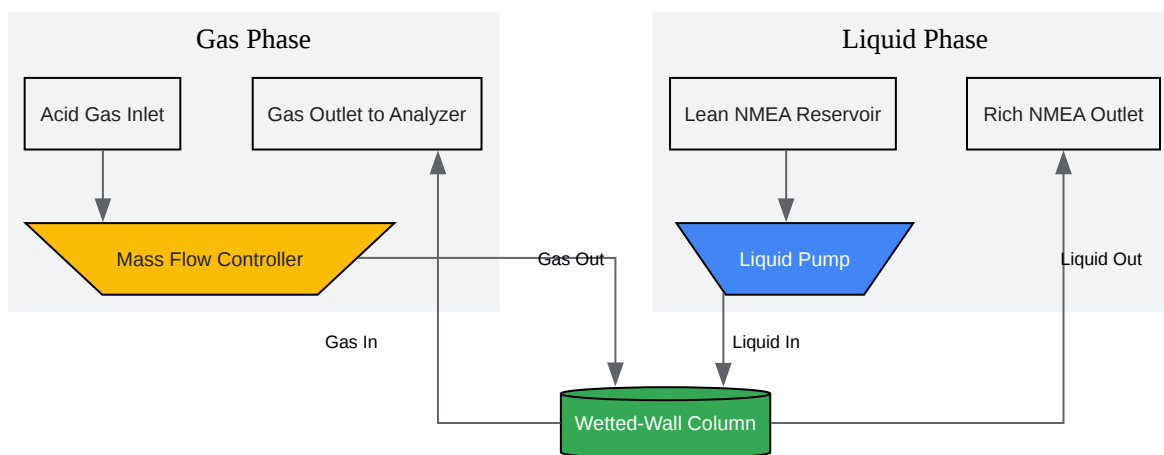 Gas Phase
Liquid Phase
Acid Gas Inlet
Gas Outlet to Analyzer
Lean NMEA Reservoir
Rich NMEA Outlet
Mass Flow Controller
Gas Out
Liquid Pump
Liquid Out
Gas In
Liquid In
Wetted-Wall Column